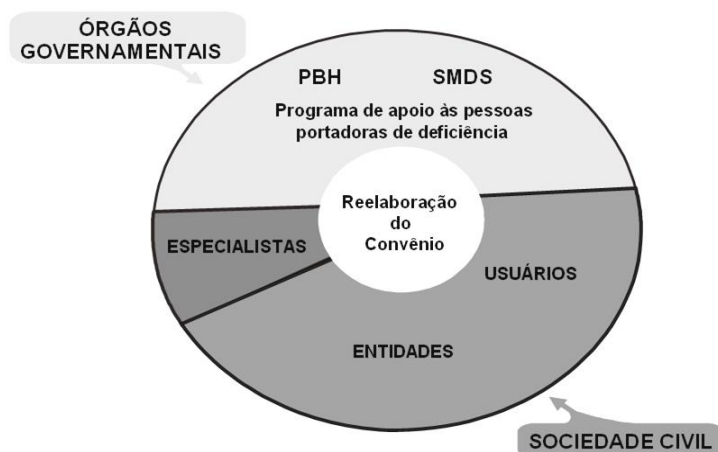 ÓRGÃOS
GOVERNAMENTAIS
PBH SMDS
Programa de apoio às pessoas
portadoras de deficiência
Reelaboração
do
Convênio
ESPECIALISTAS
USUÁRIOS
ENTIDADES
SOCIEDADE CIVIL